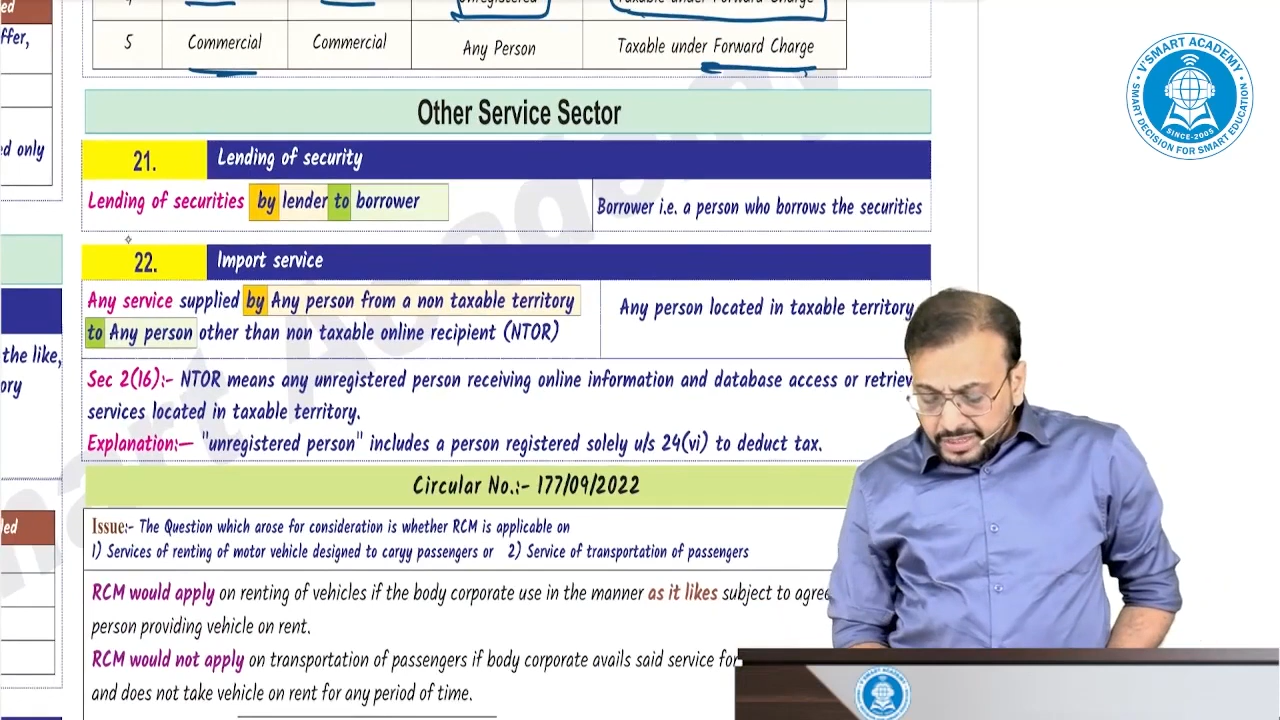 ed
ffer,
ed only
the like,
ory
led
4 Unregistered Taxable under Forward Charge
5 Commercial Commercial Any Person Taxable under Forward Charge
Other Service Sector
21. Lending of security
Lending of securities by lender to borrower
Borrower i.e. a person who borrows the securities
22. Import service
Any service supplied by Any person from a non taxable territory
to Any person other than non taxable online recipient (NTOR)
Any person located in taxable territory
Sec 2(16):- NTOR means any unregistered person receiving online information and database access or retriev
services located in taxable territory.
Explanation:— "unregistered person" includes a person registered solely u/s 24(vi) to deduct tax.
Circular No.:- 177/09/2022
Issue:- The Question which arose for consideration is whether RCM is applicable on
1) Services of renting of motor vehicle designed to caryy passengers or 2) Service of transportation of passengers
RCM would apply on renting of vehicles if the body corporate use in the manner as it likes subject to agree
person providing vehicle on rent.
RCM would not apply on transportation of passengers if body corporate avails said service for
and does not take vehicle on rent for any period of time.
V'SMART ACADEMY
SINCE-2005
SMART DECISION FOR SMART EDUCATION